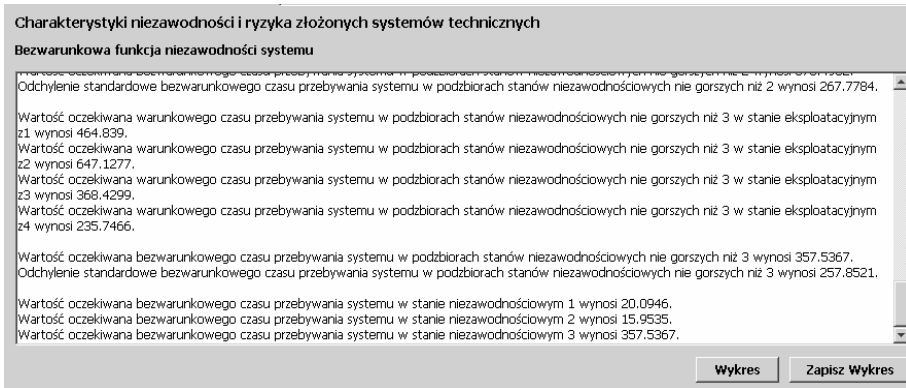 Charakterystyki niezawodności i ryzyka złożonych systemów technicznych
Bezwarunkowa funkcja niezawodności systemu
Odchylenie standardowe bezwarunkowego czasu przebywania systemu w podzbiorach stanów niezawodnościowych nie gorszych niż 2 wynosi 267.7784.
Wartość oczekiwana warunkowego czasu przebywania systemu w podzbiorach stanów niezawodnościowych nie gorszych niż 3 w stanie eksploatacyjnym
z1 wynosi 464.839.
Wartość oczekiwana warunkowego czasu przebywania systemu w podzbiorach stanów niezawodnościowych nie gorszych niż 3 w stanie eksploatacyjnym
z2 wynosi 647.1277.
Wartość oczekiwana warunkowego czasu przebywania systemu w podzbiorach stanów niezawodnościowych nie gorszych niż 3 w stanie eksploatacyjnym
z3 wynosi 368.4299.
Wartość oczekiwana warunkowego czasu przebywania systemu w podzbiorach stanów niezawodnościowych nie gorszych niż 3 w stanie eksploatacyjnym
z4 wynosi 235.7466.
Wartość oczekiwana bezwarunkowego czasu przebywania systemu w podzbiorach stanów niezawodnościowych nie gorszych niż 3 wynosi 357.5367.
Odchylenie standardowe bezwarunkowego czasu przebywania systemu w podzbiorach stanów niezawodnościowych nie gorszych niż 3 wynosi 257.8521.
Wartość oczekiwana bezwarunkowego czasu przebywania systemu w stanie niezawodnościowym 1 wynosi 20.0946.
Wartość oczekiwana bezwarunkowego czasu przebywania systemu w stanie niezawodnościowym 2 wynosi 15.9535.
Wartość oczekiwana bezwarunkowego czasu przebywania systemu w stanie niezawodnościowym 3 wynosi 357.5367.
Wykres
Zapisz Wykres